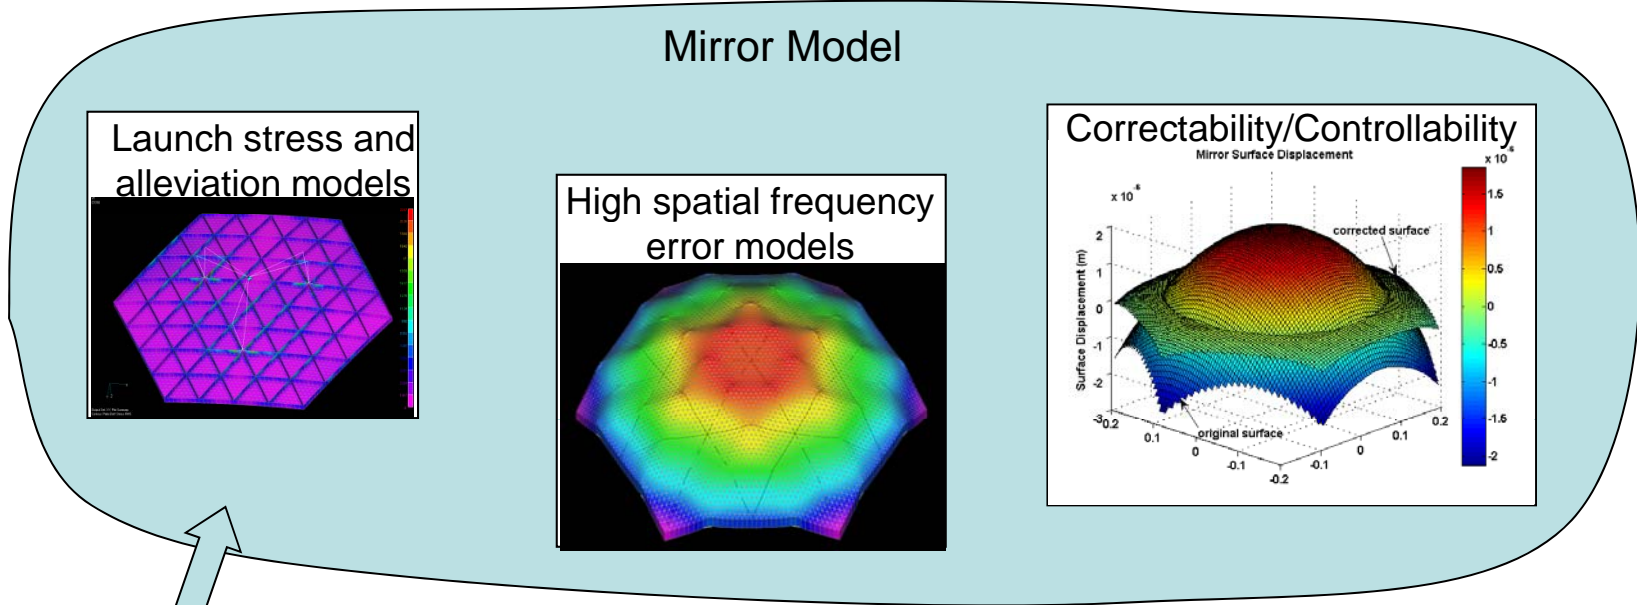 Mirror Model
Launch stress and
alleviation models
High spatial frequency
error models
Correctability/Controllability
Mirror Surface Displacement
x 10
x 10
1.5
1
0.5
0
-0.5
-1
-1.5
-2
Surface Displacement (m)
2
1
0
-1
-2
-3
corrected surface
original surface
0.2
0.1
0
-0.1
-0.2
-0.1
0
0.1
0.2